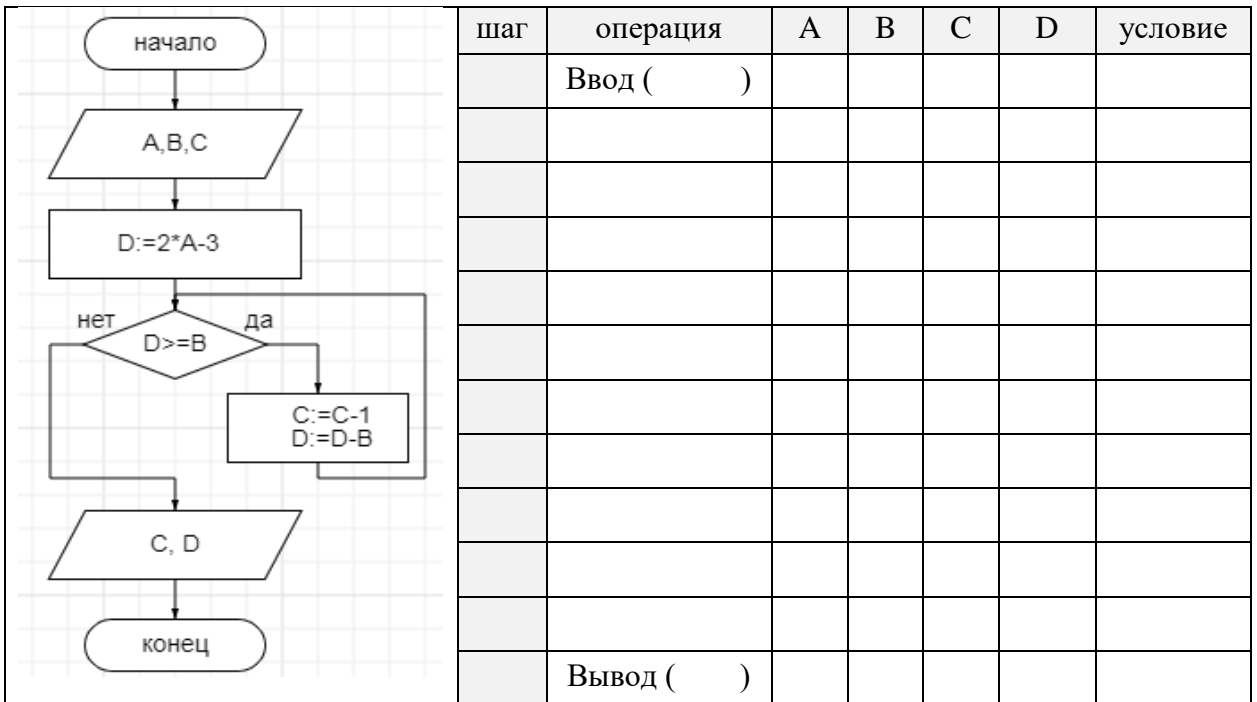 начало
A,B,C
D:=2*A-3
нет
да
D>=B
C:=C-1
D:=D-B
C, D
конец
шаг операция A B C D условие
Ввод ( )
Вывод ( )